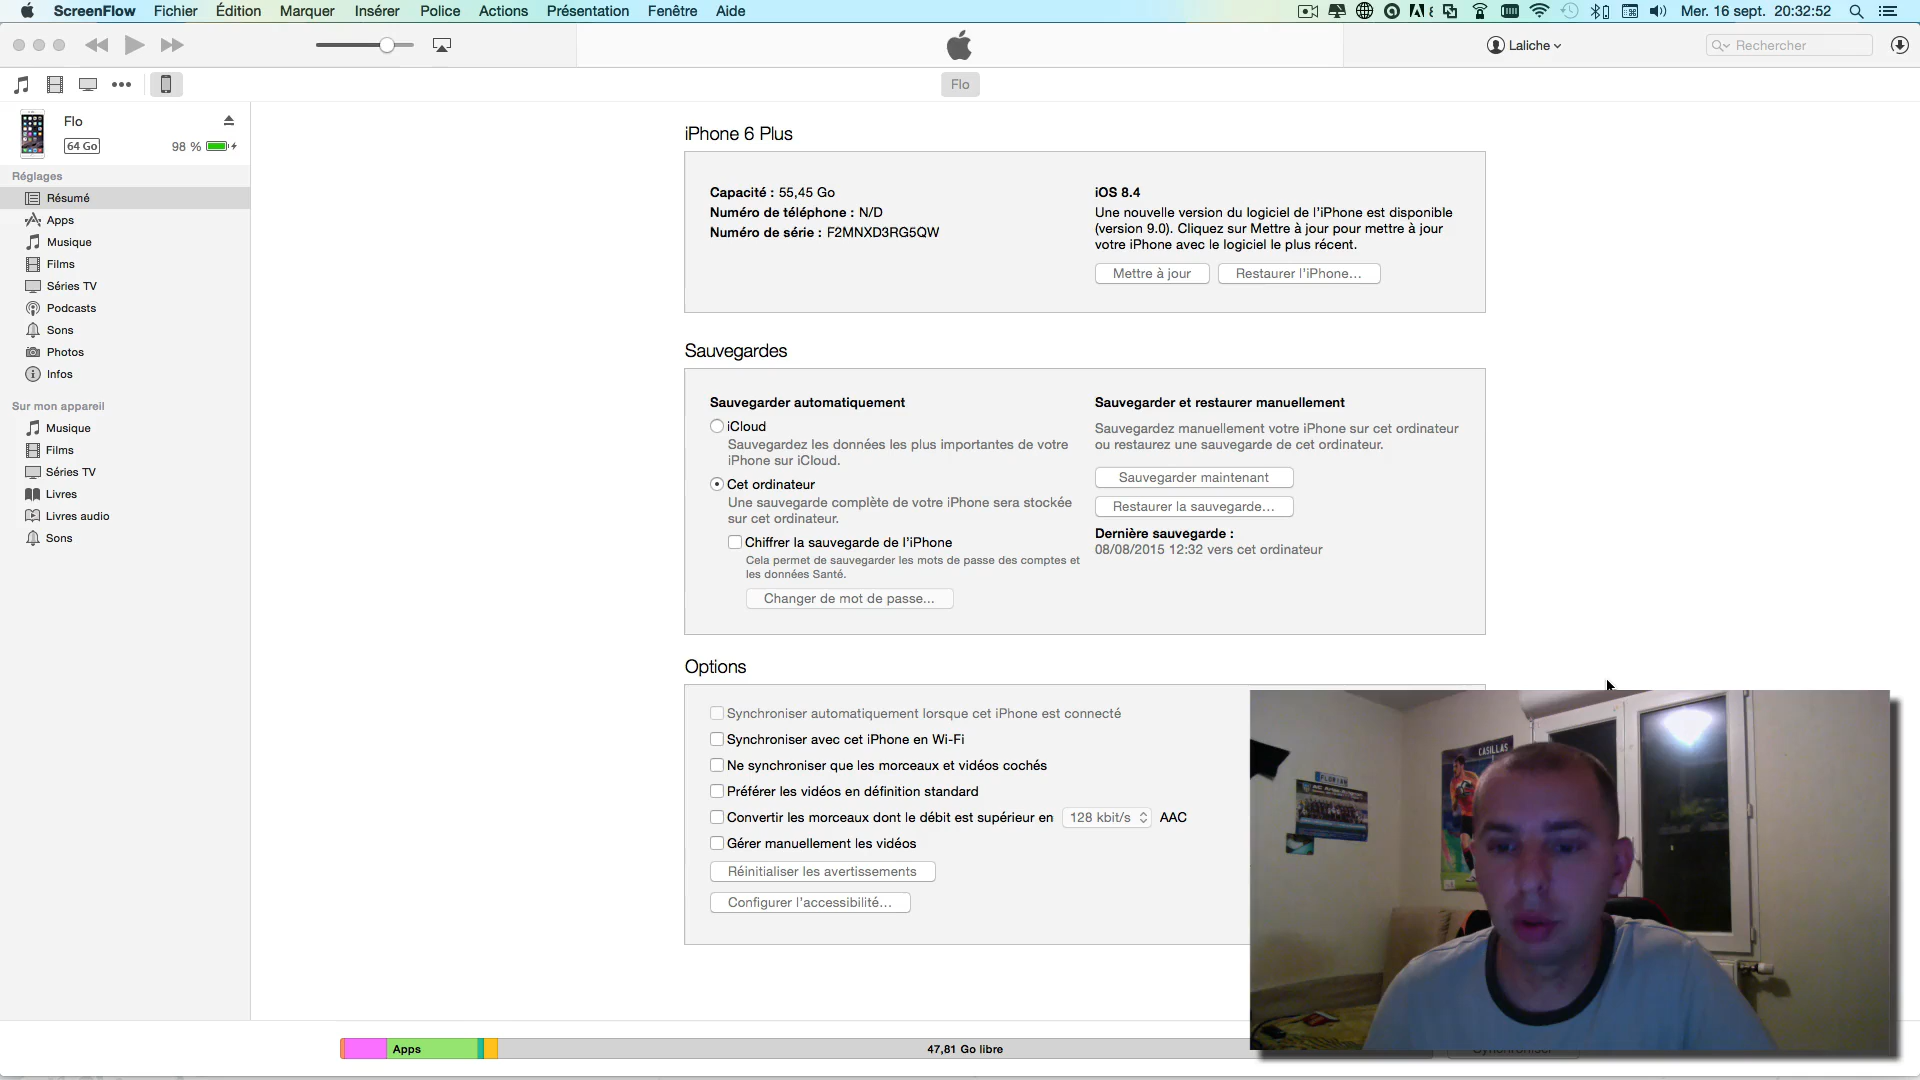 ScreenFlow Fichier Édition Marquer Insérer Police Actions Présentation Fenêtre Aide
Mer. 16 sept. 20:32:52
Laliche
Rechercher
Flo
Flo
64 Go
98 %
Réglages
Résumé
Apps
Musique
Films
Séries TV
Podcasts
Sons
Photos
Infos
Sur mon appareil
Musique
Films
Séries TV
Livres
Livres audio
Sons
iPhone 6 Plus
Capacité : 55,45 Go
Numéro de téléphone : N/D
Numéro de série : F2MNXD3RG5QW
iOS 8.4
Une nouvelle version du logiciel de l'iPhone est disponible
(version 9.0). Cliquez sur Mettre à jour pour mettre à jour
votre iPhone avec le logiciel le plus récent.
Mettre à jour
Restaurer l'iPhone...
Sauvegardes
Sauvegarder automatiquement
iCloud
Sauvegardez les données les plus importantes de votre
iPhone sur iCloud.
Cet ordinateur
Une sauvegarde complète de votre iPhone sera stockée
sur cet ordinateur.
Chiffrer la sauvegarde de l'iPhone
Cela permet de sauvegarder les mots de passe des comptes et
les données Santé.
Changer de mot de passe...
Sauvegarder et restaurer manuellement
Sauvegardez manuellement votre iPhone sur cet ordinateur
ou restaurez une sauvegarde de cet ordinateur.
Sauvegarder maintenant
Restaurer la sauvegarde...
Dernière sauvegarde :
08/08/2015 12:32 vers cet ordinateur
Options
Synchroniser automatiquement lorsque cet iPhone est connecté
Synchroniser avec cet iPhone en Wi-Fi
Ne synchroniser que les morceaux et vidéos cochés
Préférer les vidéos en définition standard
Convertir les morceaux dont le débit est supérieur en 128 kbit/s AAC
Gérer manuellement les vidéos
Réinitialiser les avertissements
Configurer l'accessibilité...
CASILLAS
FLORIAN
Apps
47,81 Go libre